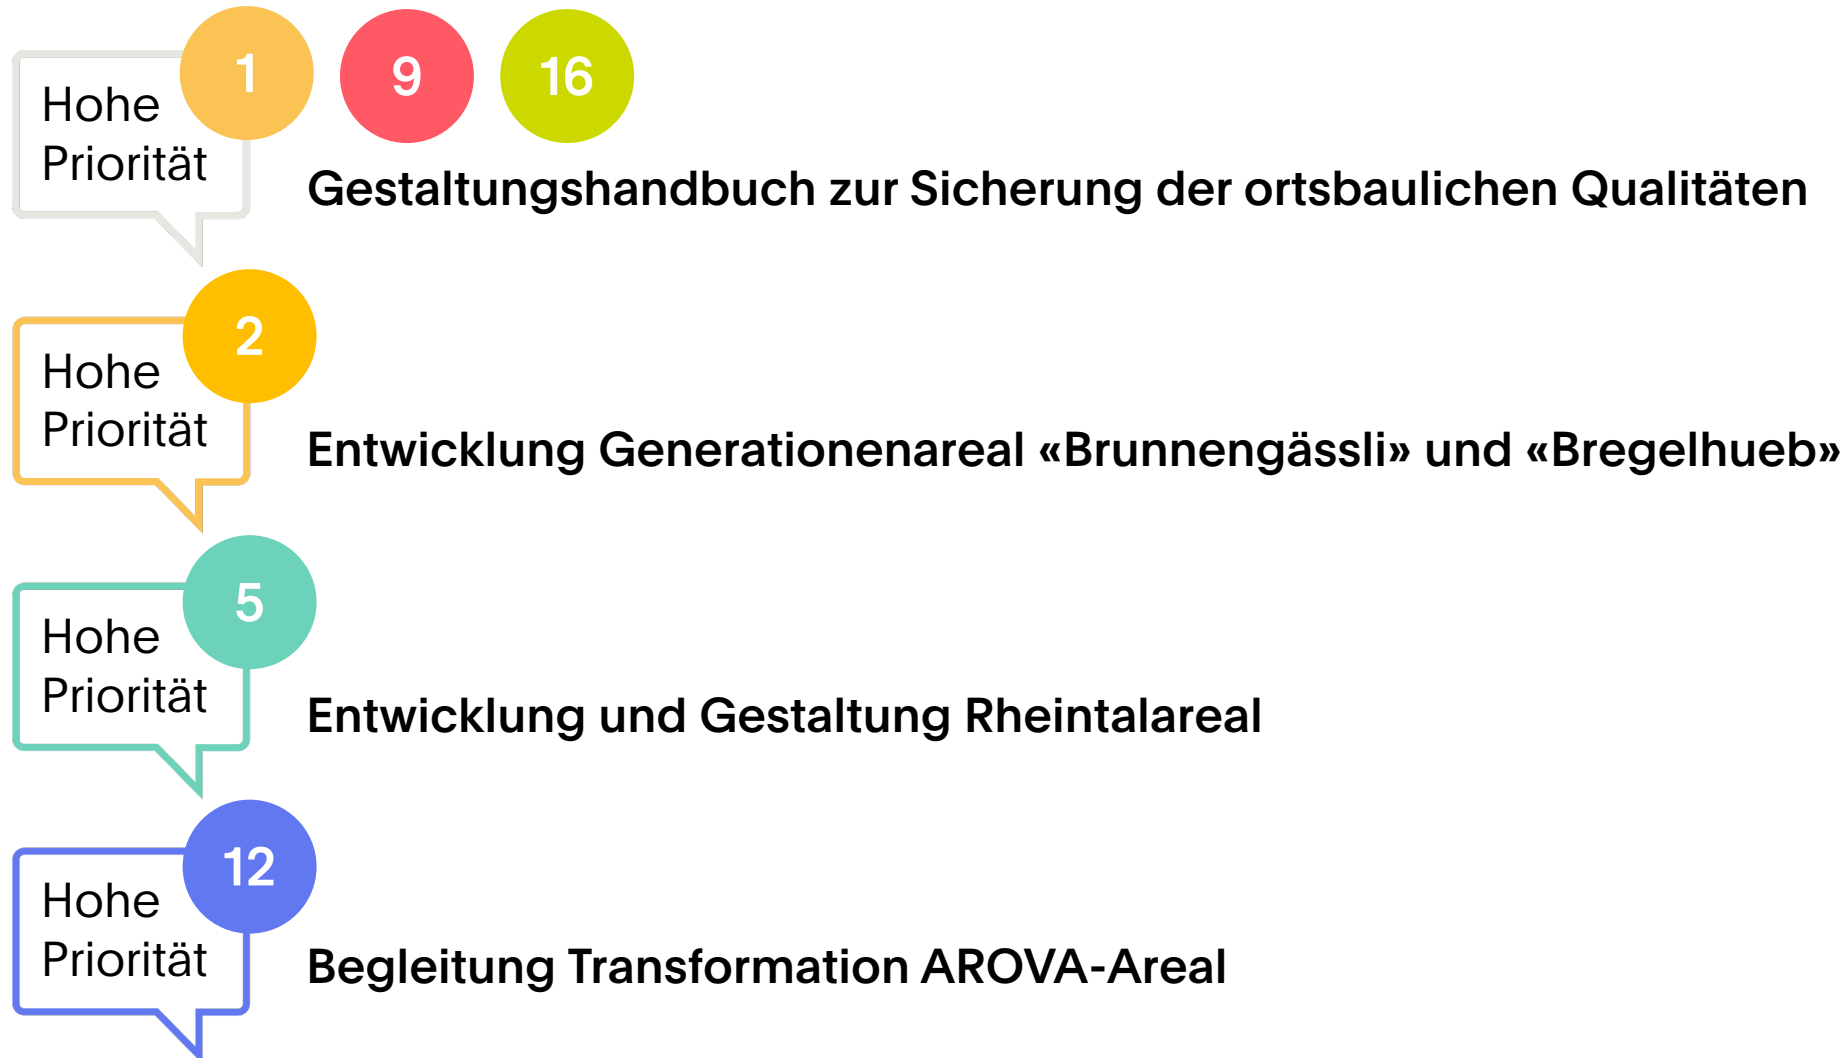 1 9 16
Hohe
Priorität
Gestaltungshandbuch zur Sicherung der ortsbaulichen Qualitäten
2
Hohe
Priorität
Entwicklung Generationenareal «Brunnengässli» und «Bregelhueb»
5
Hohe
Priorität
Entwicklung und Gestaltung Rheintalareal
12
Hohe
Priorität
Begleitung Transformation AROVA-Areal